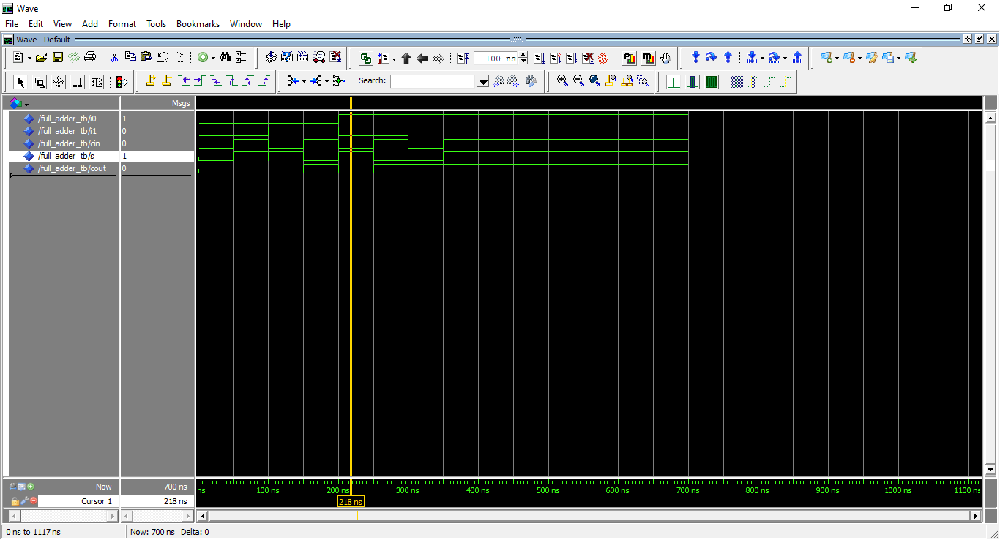 Wave
File Edit View Add Format Tools Bookmarks Window Help
Wave - Default
100 ns
Search:
Msgs
/full_adder_tb/i0 1
/full_adder_tb/i1 0
/full_adder_tb/cin 0
/full_adder_tb/s 1
/full_adder_tb/cout 0
Now 700 ns
ns 100 ns 200 ns 300 ns 400 ns 500 ns 600 ns 700 ns 800 ns 900 ns 1000 ns 1100 ns
Cursor 1 218 ns
218 ns
0 ns to 1117 ns Now: 700 ns Delta: 0